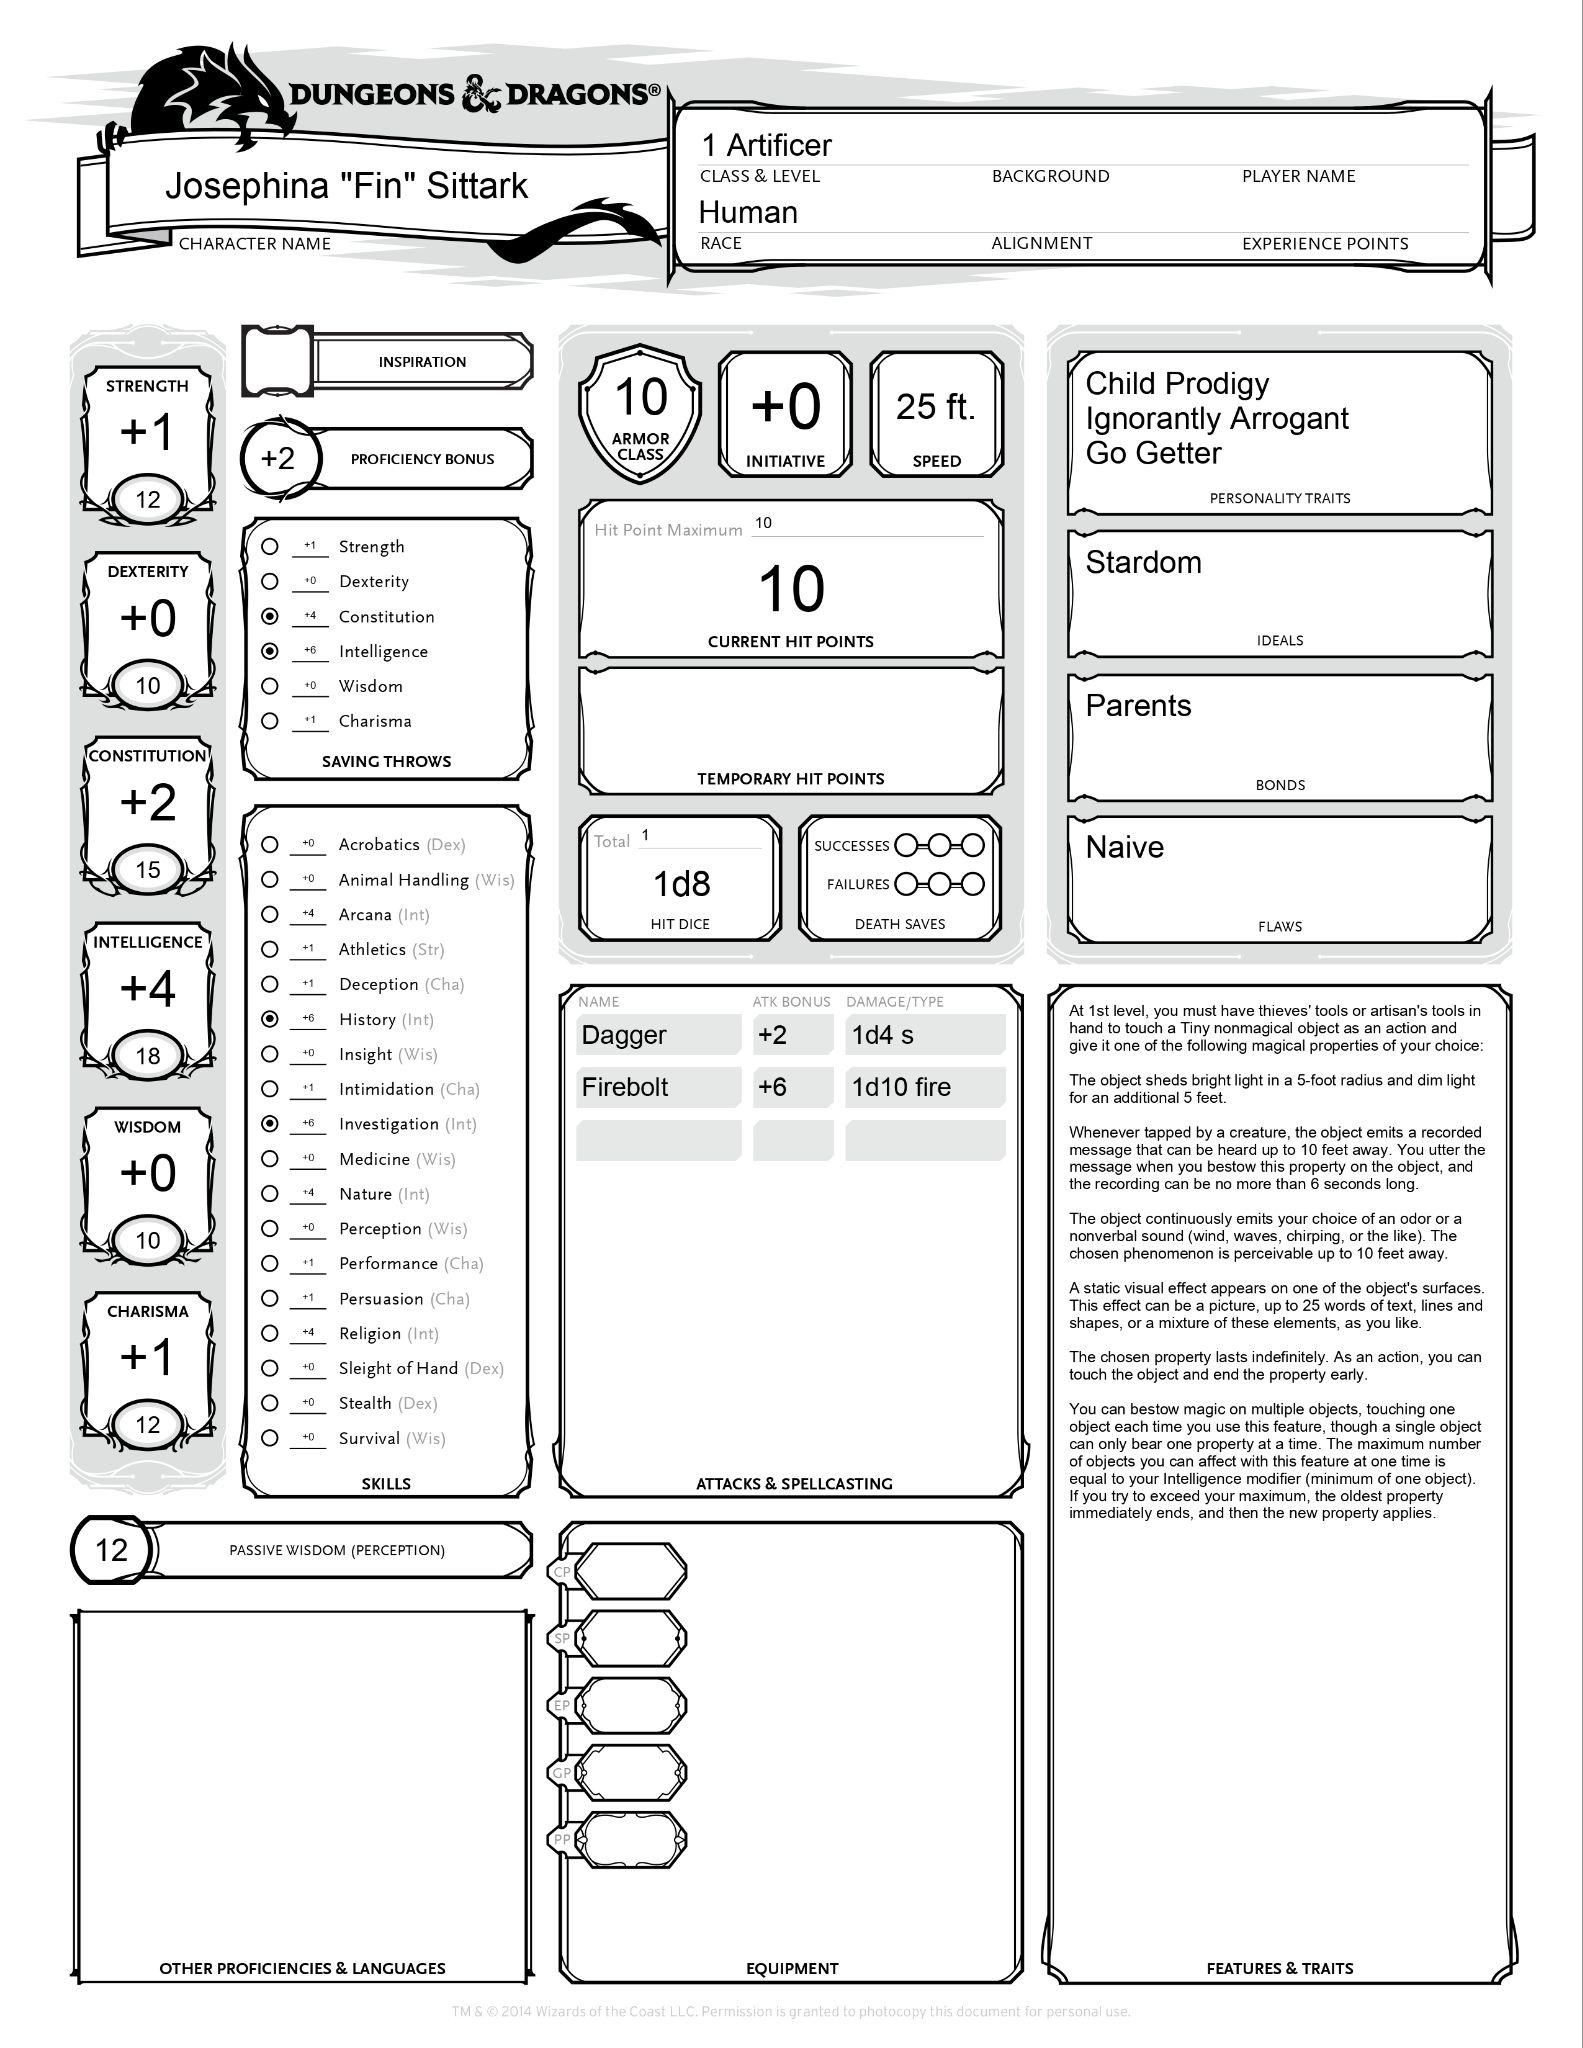 DUNGEONS & DRAGONS®
Josephina "Fin" Sittark
CHARACTER NAME
1 Artificer
CLASS & LEVEL BACKGROUND PLAYER NAME
Human
RACE ALIGNMENT EXPERIENCE POINTS
STRENGTH
+1
12
DEXTERITY
+0
10
CONSTITUTION
+2
15
INTELLIGENCE
+4
18
WISDOM
+0
10
CHARISMA
+1
12
INSPIRATION
+2 PROFICIENCY BONUS
+1 Strength
+0 Dexterity
+4 Constitution
+6 Intelligence
+0 Wisdom
+1 Charisma
SAVING THROWS
+0 Acrobatics (Dex)
+0 Animal Handling (Wis)
+4 Arcana (Int)
+1 Athletics (Str)
+1 Deception (Cha)
+6 History (Int)
+0 Insight (Wis)
+1 Intimidation (Cha)
+6 Investigation (Int)
+0 Medicine (Wis)
+4 Nature (Int)
+0 Perception (Wis)
+1 Performance (Cha)
+1 Persuasion (Cha)
+4 Religion (Int)
+0 Sleight of Hand (Dex)
+0 Stealth (Dex)
+0 Survival (Wis)
SKILLS
12 PASSIVE WISDOM (PERCEPTION)
OTHER PROFICIENCIES & LANGUAGES
10
ARMOR
CLASS
+0
INITIATIVE
25 ft.
SPEED
Hit Point Maximum 10
10
CURRENT HIT POINTS
TEMPORARY HIT POINTS
Total 1
1d8
HIT DICE
SUCCESSES
FAILURES
DEATH SAVES
NAME ATK BONUS DAMAGE/TYPE
Dagger +2 1d4 s
Firebolt +6 1d10 fire
ATTACKS & SPELLCASTING
CP
SP
EP
GP
PP
EQUIPMENT
Child Prodigy
Ignorantly Arrogant
Go Getter
PERSONALITY TRAITS
Stardom
IDEALS
Parents
BONDS
Naive
FLAWS
At 1st level, you must have thieves' tools or artisan's tools in
hand to touch a Tiny nonmagical object as an action and
give it one of the following magical properties of your choice:
The object sheds bright light in a 5-foot radius and dim light
for an additional 5 feet.
Whenever tapped by a creature, the object emits a recorded
message that can be heard up to 10 feet away. You utter the
message when you bestow this property on the object, and
the recording can be no more than 6 seconds long.
The object continuously emits your choice of an odor or a
nonverbal sound (wind, waves, chirping, or the like). The
chosen phenomenon is perceivable up to 10 feet away.
A static visual effect appears on one of the object's surfaces.
This effect can be a picture, up to 25 words of text, lines and
shapes, or a mixture of these elements, as you like.
The chosen property lasts indefinitely. As an action, you can
touch the object and end the property early.
You can bestow magic on multiple objects, touching one
object each time you use this feature, though a single object
can only bear one property at a time. The maximum number
of objects you can affect with this feature at one time is
equal to your Intelligence modifier (minimum of one object).
If you try to exceed your maximum, the oldest property
immediately ends, and then the new property applies.
FEATURES & TRAITS
TM & © 2014 Wizards of the Coast LLC. Permission is granted to photocopy this document for personal use.